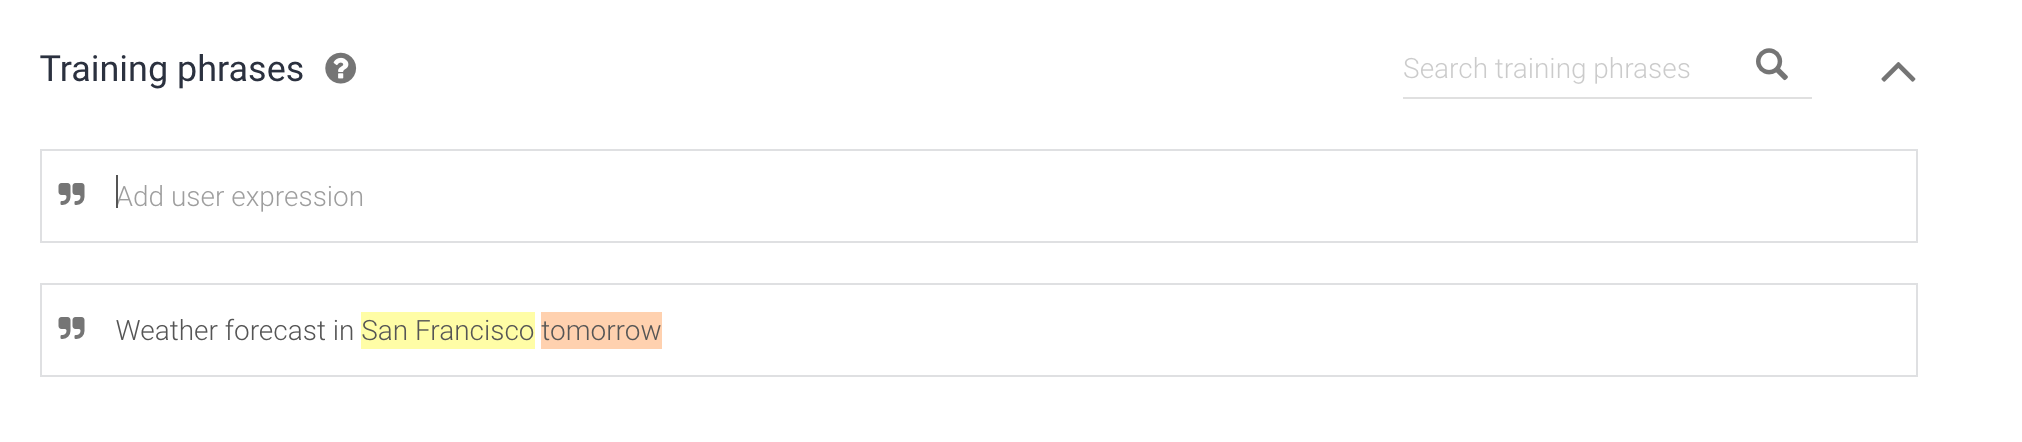 Training phrases
Search training phrases
Add user expression
Weather forecast in San Francisco tomorrow